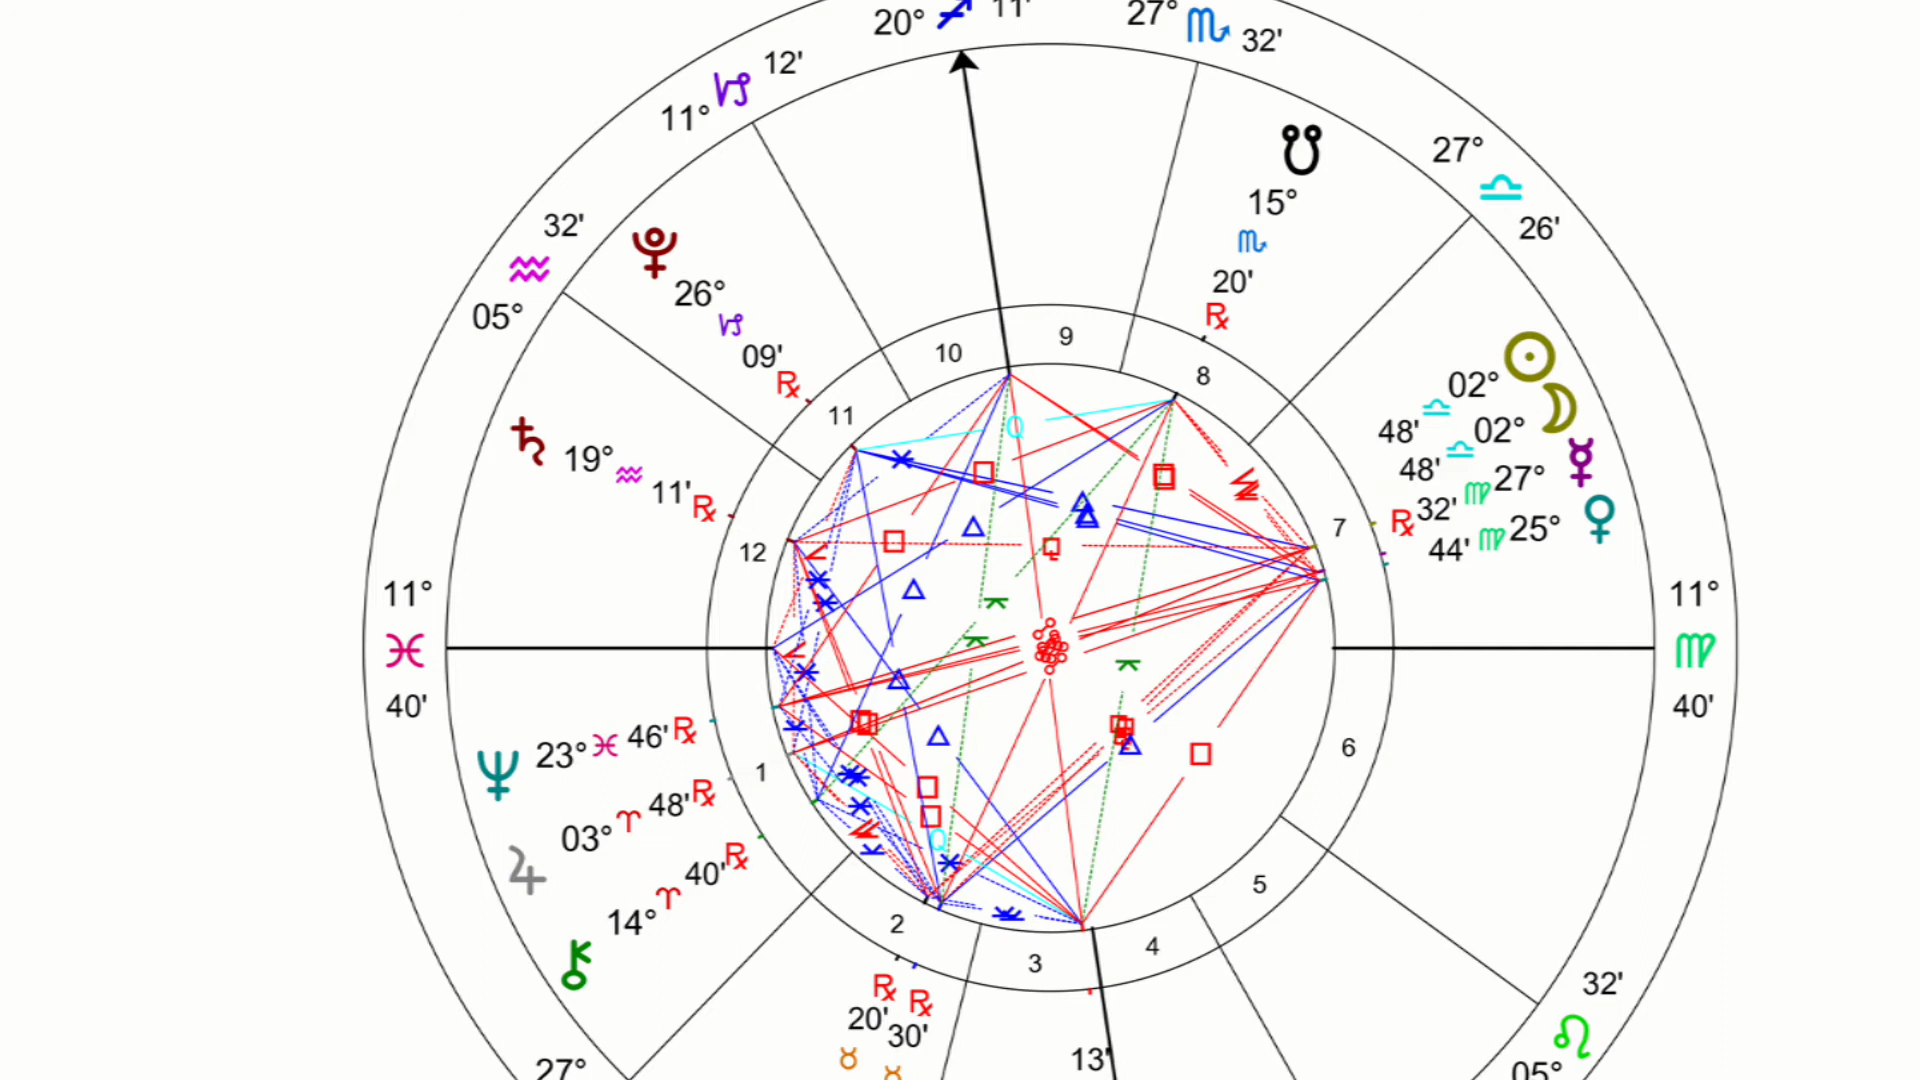 20° ♐ 11'
27° ♏ 32'
11° ♑ 12'
27° ♎ 26'
05° ♒ 32'
♇ 26° ♑ 09' ℞
☋ 15° ♏ 20' ℞
♄ 19° ♒ 11' ℞
☉ 02° ♎ 48'
☽ 02° ♎ 48'
☿ 27° ♍ 32' ℞
♀ 25° ♍ 44'
11° ♓ 40'
11° ♍ 40'
♆ 23° ♓ 46' ℞
♃ 03° ♈ 48' ℞
⚷ 14° ♈ 40' ℞
10
9
8
11
7
12
1
6
2
5
3
4
Q
Q
℞ 20' ♉
℞ 30' ♉
13'
27°
32' ♌ 05°